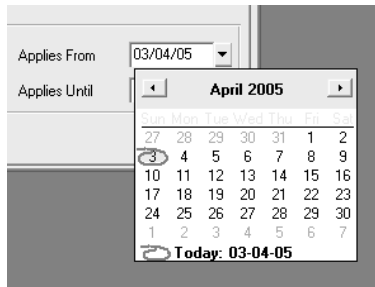 Applies From 03/04/05
Applies Until
April 2005
Sun Mon Tue Wed Thu Fri Sat
27 28 29 30 31 1 2
3 4 5 6 7 8 9
10 11 12 13 14 15 16
17 18 19 20 21 22 23
24 25 26 27 28 29 30
1 2 3 4 5 6 7
Today: 03-04-05